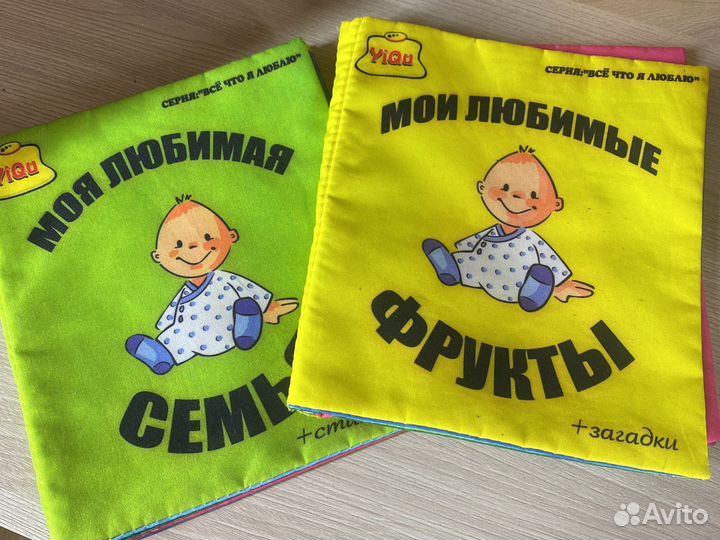 YiQu
СЕРИЯ:"ВСЁ ЧТО Я ЛЮБЛЮ"
МОЯ ЛЮБИМАЯ
YiQu
СЕРИЯ:"ВСЁ ЧТО Я ЛЮБЛЮ"
МОИ ЛЮБИМЫЕ
ФРУКТЫ
+загадки
Avito